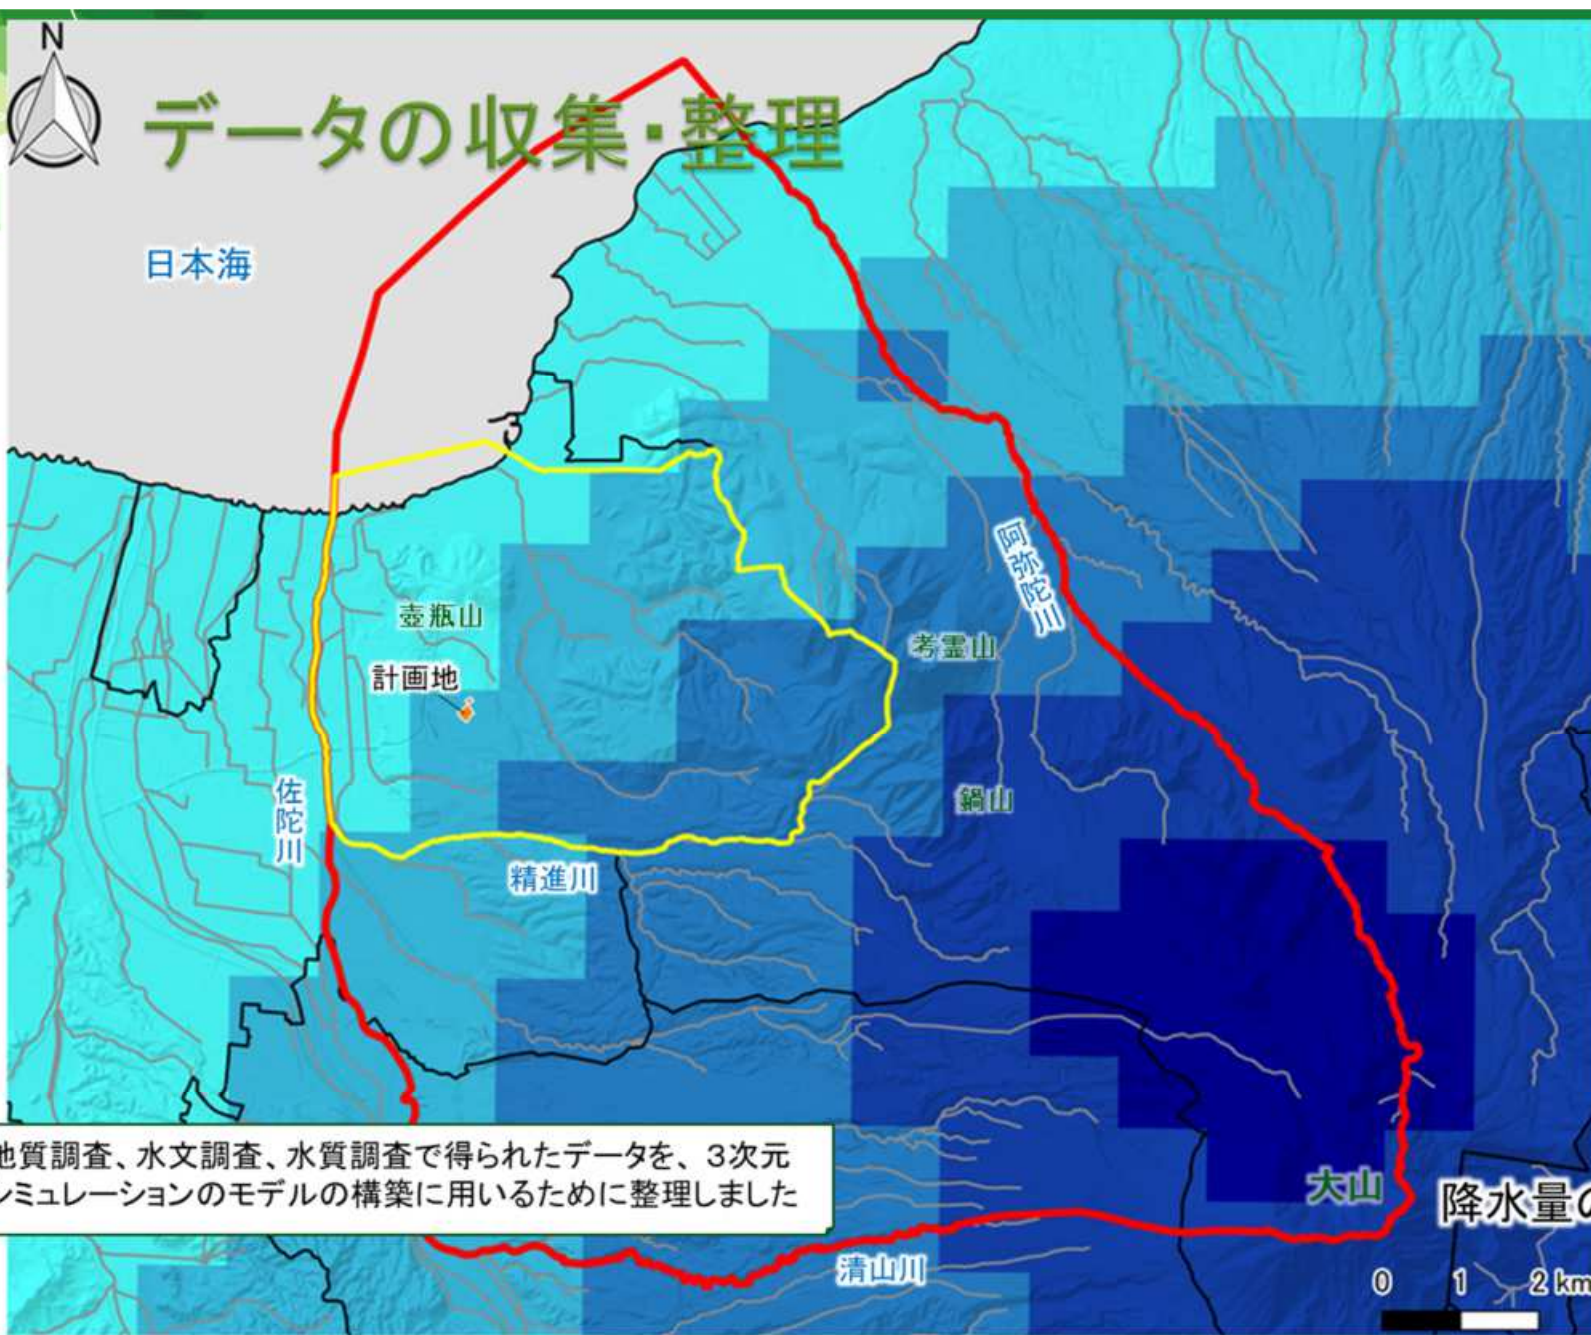 N
データの収集・整理
日本海
阿弥陀川
壺瓶山
孝霊山
計画地
佐陀川
鍋山
精進川
地質調査、水文調査、水質調査で得られたデータを、3次元
シミュレーションのモデルの構築に用いるために整理しました
大山
降水量の
清山川
0 1 2 km